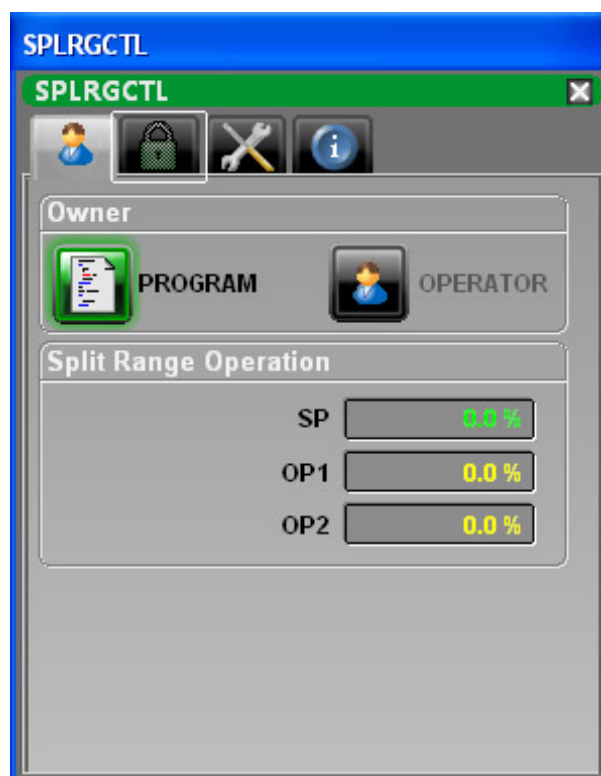 SPLRGCTL
SPLRGCTL
Owner
PROGRAM OPERATOR
Split Range Operation
SP 0.0 %
OP1 0.0 %
OP2 0.0 %